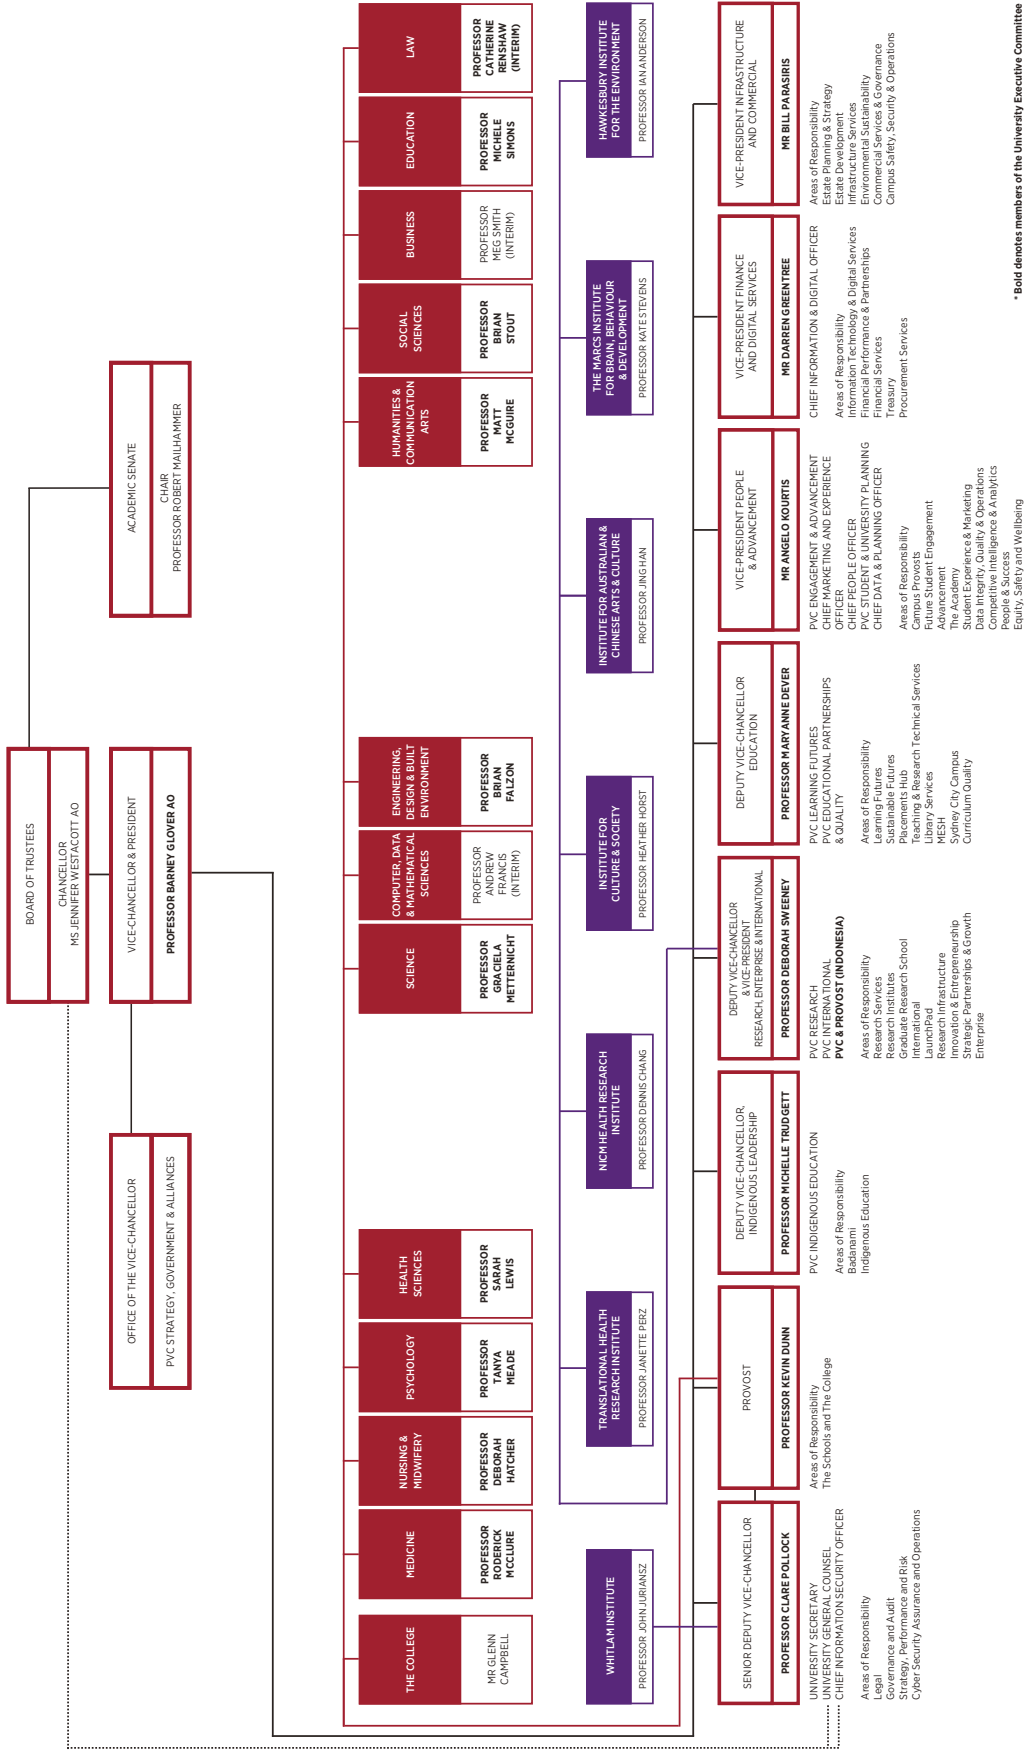 BOARD OF TRUSTEES
CHANCELLOR
MS JENNIFER WESTACOTT AO
OFFICE OF THE VICE-CHANCELLOR
PVC STRATEGY, GOVERNMENT & ALLIANCES
VICE-CHANCELLOR & PRESIDENT
PROFESSOR BARNEY GLOVER AO
ACADEMIC SENATE
CHAIR
PROFESSOR ROBERT MAILHAMMER
THE COLLEGE
MR GLENN
CAMPBELL
MEDICINE
PROFESSOR
RODERICK
MCCLURE
NURSING &
MIDWIFERY
PROFESSOR
DEBORAH
HATCHER
PSYCHOLOGY
PROFESSOR
TANYA
MEADE
HEALTH
SCIENCES
PROFESSOR
SARAH
LEWIS
SCIENCE
PROFESSOR
GRACIELA
METTERNICHT
COMPUTER, DATA
& MATHEMATICAL
SCIENCES
PROFESSOR
ANDREW
FRANCIS
(INTERIM)
ENGINEERING,
DESIGN & BUILT
ENVIRONMENT
PROFESSOR
BRIAN
FALZON
HUMANITIES &
COMMUNICATION
ARTS
PROFESSOR
MATT
MCGUIRE
SOCIAL
SCIENCES
PROFESSOR
BRIAN
STOUT
BUSINESS
PROFESSOR
MEG SMITH
(INTERIM)
EDUCATION
PROFESSOR
MICHELE
SIMONS
LAW
PROFESSOR
CATHERINE
RENSHAW
(INTERIM)
WHITLAM INSTITUTE
PROFESSOR JOHN JURIANSZ
TRANSLATIONAL HEALTH
RESEARCH INSTITUTE
PROFESSOR JANETTE PERZ
NICM HEALTH RESEARCH
INSTITUTE
PROFESSOR DENNIS CHANG
INSTITUTE FOR
CULTURE & SOCIETY
PROFESSOR HEATHER HORST
INSTITUTE FOR AUSTRALIAN &
CHINESE ARTS & CULTURE
PROFESSOR JING HAN
THE MARCS INSTITUTE
FOR BRAIN, BEHAVIOUR
& DEVELOPMENT
PROFESSOR KATE STEVENS
HAWKESBURY INSTITUTE
FOR THE ENVIRONMENT
PROFESSOR IAN ANDERSON
SENIOR DEPUTY VICE-CHANCELLOR
PROFESSOR CLARE POLLOCK
UNIVERSITY SECRETARY
UNIVERSITY GENERAL COUNSEL
CHIEF INFORMATION SECURITY OFFICER
Areas of Responsibility
Legal
Governance and Audit
Strategy, Performance and Risk
Cyber Security Assurance and Operations
PROVOST
PROFESSOR KEVIN DUNN
Areas of Responsibility
The Schools and The College
DEPUTY VICE-CHANCELLOR,
INDIGENOUS LEADERSHIP
PROFESSOR MICHELLE TRUDGETT
PVC INDIGENOUS EDUCATION
Areas of Responsibility
Badanami
Indigenous Education
DEPUTY VICE-CHANCELLOR
& VICE-PRESIDENT
RESEARCH, ENTERPRISE & INTERNATIONAL
PROFESSOR DEBORAH SWEENEY
PVC RESEARCH
PVC INTERNATIONAL
PVC & PROVOST (INDONESIA)
Areas of Responsibility
Research Services
Research Institutes
Graduate Research School
International
LaunchPad
Research Infrastructure
Innovation & Entrepreneurship
Strategic Partnerships & Growth
Enterprise
DEPUTY VICE-CHANCELLOR
EDUCATION
PROFESSOR MARYANNE DEVER
PVC LEARNING FUTURES
PVC EDUCATIONAL PARTNERSHIPS
& QUALITY
Areas of Responsibility
Learning Futures
Sustainable Futures
Placements Hub
Teaching & Research Technical Services
Library Services
MESH
Sydney City Campus
Curriculum Quality
VICE-PRESIDENT PEOPLE
& ADVANCEMENT
MR ANGELO KOURTIS
PVC ENGAGEMENT & ADVANCEMENT
CHIEF MARKETING AND EXPERIENCE
OFFICER
CHIEF PEOPLE OFFICER
PVC STUDENT & UNIVERSITY PLANNING
CHIEF DATA & PLANNING OFFICER
Areas of Responsibility
Campus Provosts
Future Student Engagement
Advancement
The Academy
Student Experience & Marketing
Data Integrity, Quality & Operations
Competitive Intelligence & Analytics
People & Success
Equity, Safety and Wellbeing
VICE-PRESIDENT FINANCE
AND DIGITAL SERVICES
MR DARREN GREENTREE
CHIEF INFORMATION & DIGITAL OFFICER
Areas of Responsibility
Information Technology & Digital Services
Financial Performance & Partnerships
Financial Services
Treasury
Procurement Services
VICE-PRESIDENT INFRASTRUCTURE
AND COMMERCIAL
MR BILL PARASIRIS
Areas of Responsibility
Estate Planning & Strategy
Estate Development
Infrastructure Services
Environmental Sustainability
Commercial Services & Governance
Campus Safety, Security & Operations
* Bold denotes members of the University Executive Committee